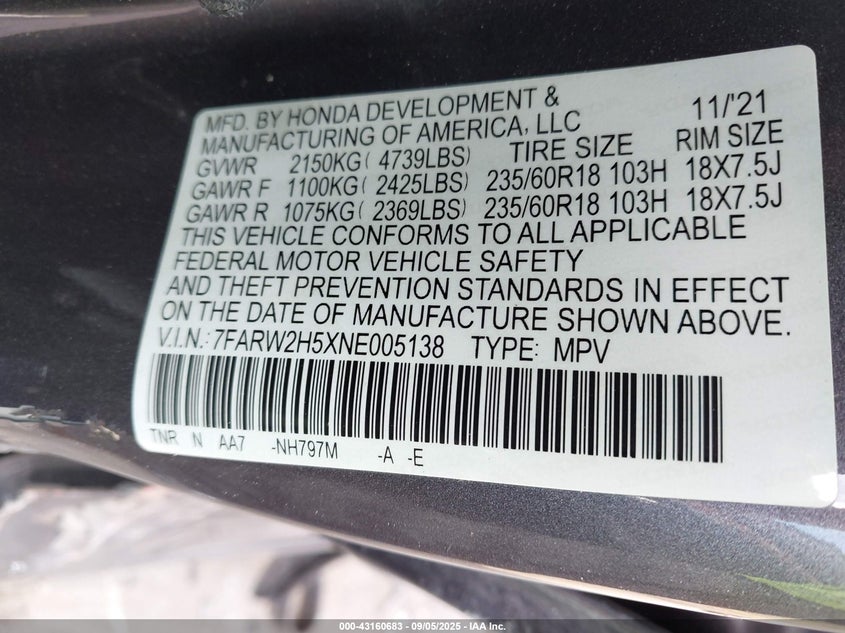 MFD. BY HONDA DEVELOPMENT & 11/'21
MANUFACTURING OF AMERICA, LLC
GVWR 2150KG( 4739LBS) TIRE SIZE RIM SIZE
GAWR F 1100KG( 2425LBS) 235/60R18 103H 18X7.5J
GAWR R 1075KG( 2369LBS) 235/60R18 103H 18X7.5J
THIS VEHICLE CONFORMS TO ALL APPLICABLE
FEDERAL MOTOR VEHICLE SAFETY
AND THEFT PREVENTION STANDARDS IN EFFECT
ON THE DATE OF MANUFACTURE SHOWN ABOVE.
V.I.N.: 7FARW2H5XNE005138 TYPE: MPV
TNR N AA7 -NH797M -A -E
000-43160683 - 09/05/2025 - IAA Inc.